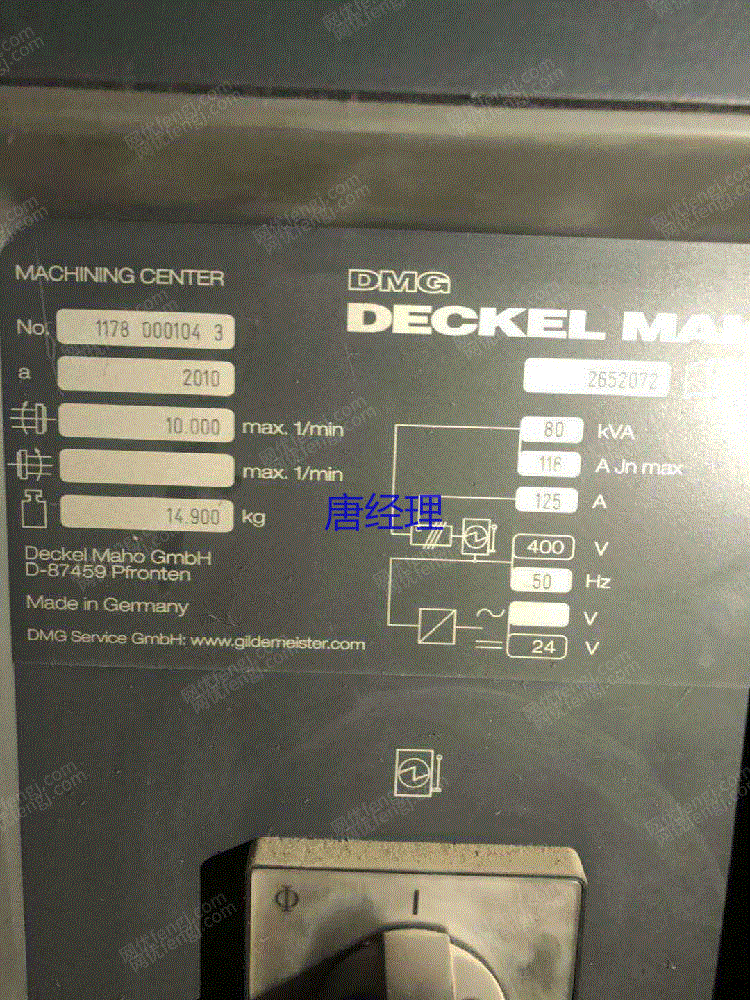 MACHINING CENTER
DMG
DECKEL MA
No. 1178 000104 3
a 2010
10.000 max. 1/min
max. 1/min
14.900 kg
2652072
80 kVA
116 A Jn max
125 A
400 V
50 Hz
V
24 V
唐经理
Deckel Maho GmbH
D-87459 Pfronten
Made in Germany
DMG Service GmbH: www.gildemeister.com
I